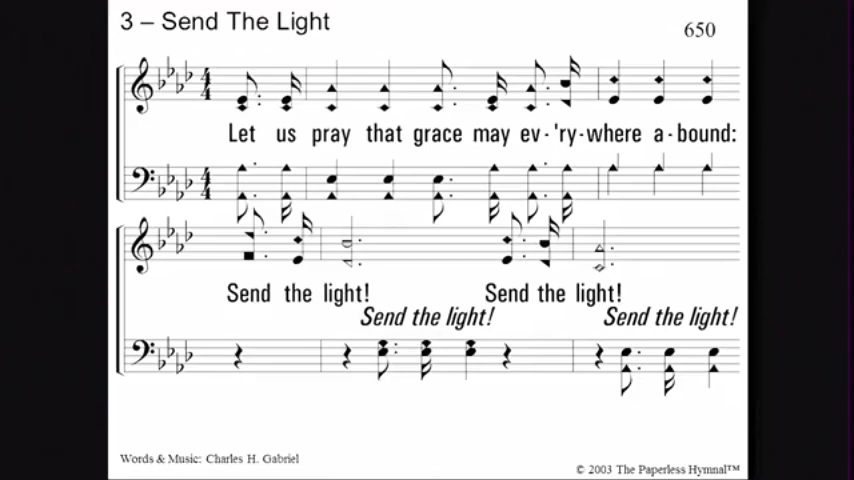 3 – Send The Light
650
Let us pray that grace may ev-'ry-where a-bound:
Send the light! Send the light!
Send the light! Send the light!
Words & Music: Charles H. Gabriel
© 2003 The Paperless Hymnal™